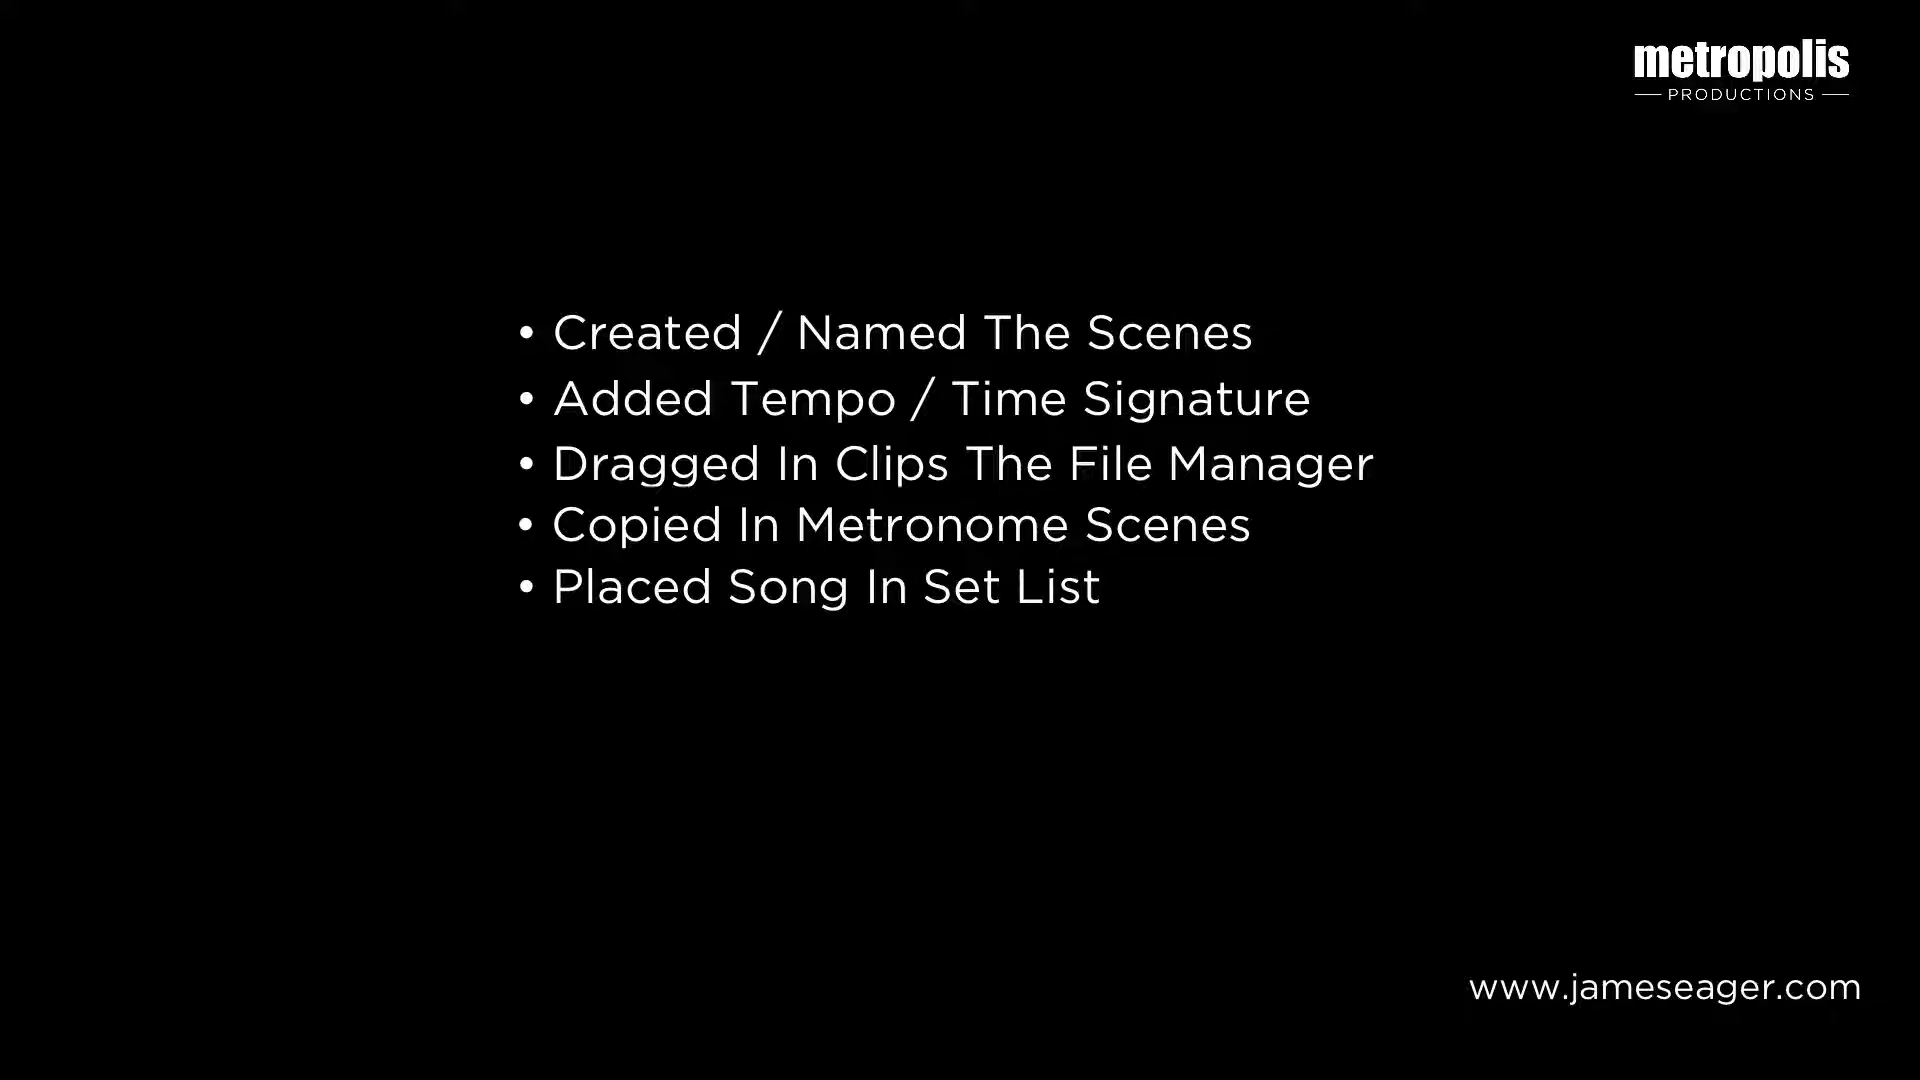 metropolis
PRODUCTIONS
• Created / Named The Scenes
• Added Tempo / Time Signature
• Dragged In Clips The File Manager
• Copied In Metronome Scenes
• Placed Song In Set List
www.jameseager.com